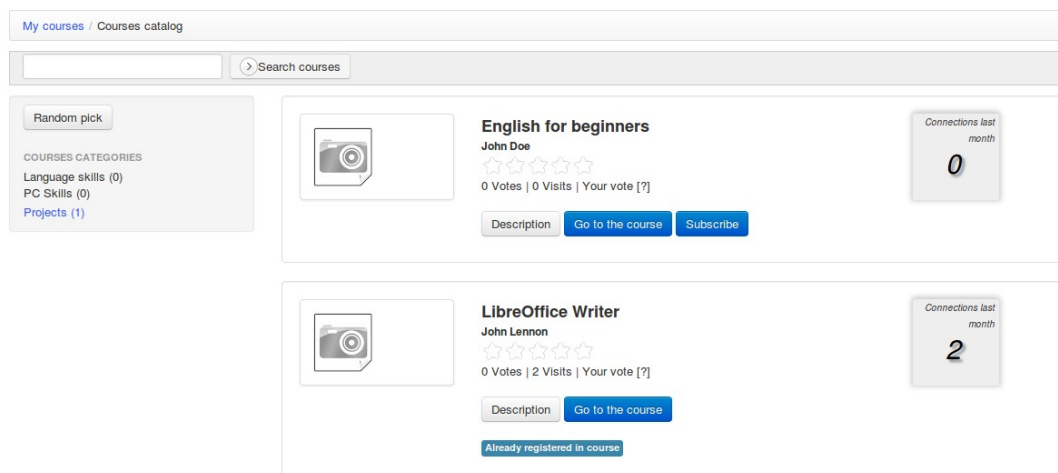 My courses / Courses catalog
Search courses
Random pick
COURSES CATEGORIES
Language skills (0)
PC Skills (0)
Projects (1)
English for beginners
John Doe
0 Votes | 0 Visits | Your vote [?]
Description Go to the course Subscribe
Connections last
month
0
LibreOffice Writer
John Lennon
0 Votes | 2 Visits | Your vote [?]
Description Go to the course
Already registered in course
Connections last
month
2